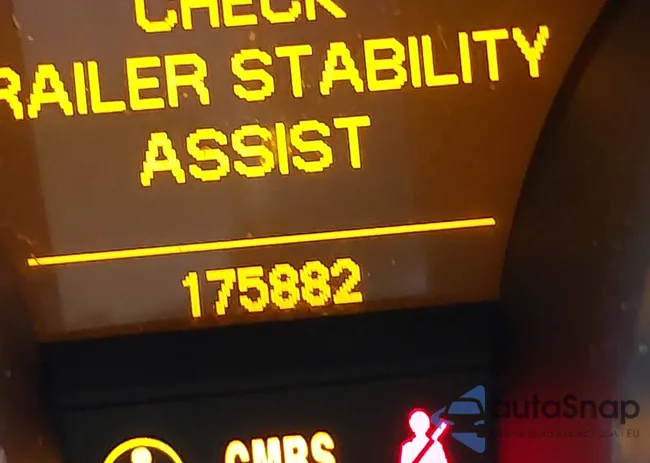 CHECK
RAILER STABILITY
ASSIST
175882
CMBS
autoSnap